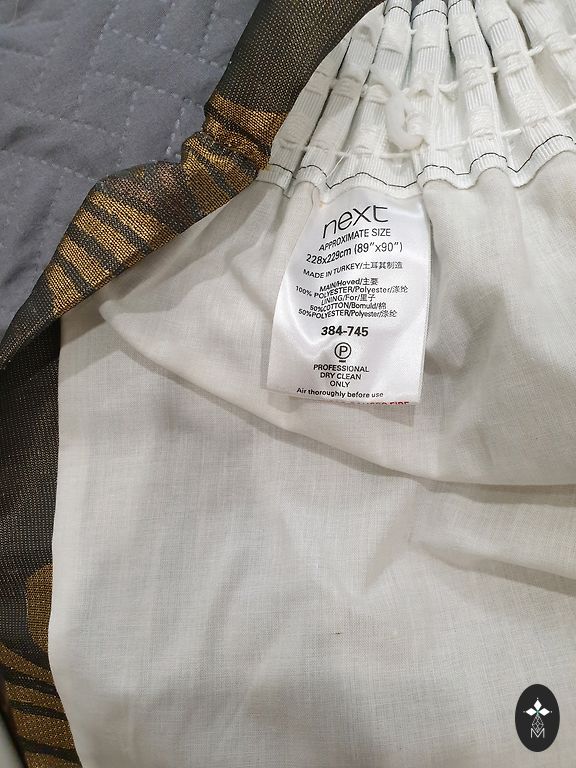 next
APPROXIMATE SIZE
228x229cm (89"x90")
MADE IN TURKEY/土耳其制造
MAIN/Hoved/主要
100% POLYESTER/Polyester/涤纶
LINING/For/里子
50%COTTON/Bomuld/棉
50%POLYESTER/Polyester/涤纶
384-745
P
PROFESSIONAL
DRY CLEAN
ONLY
Air thoroughly before use
M